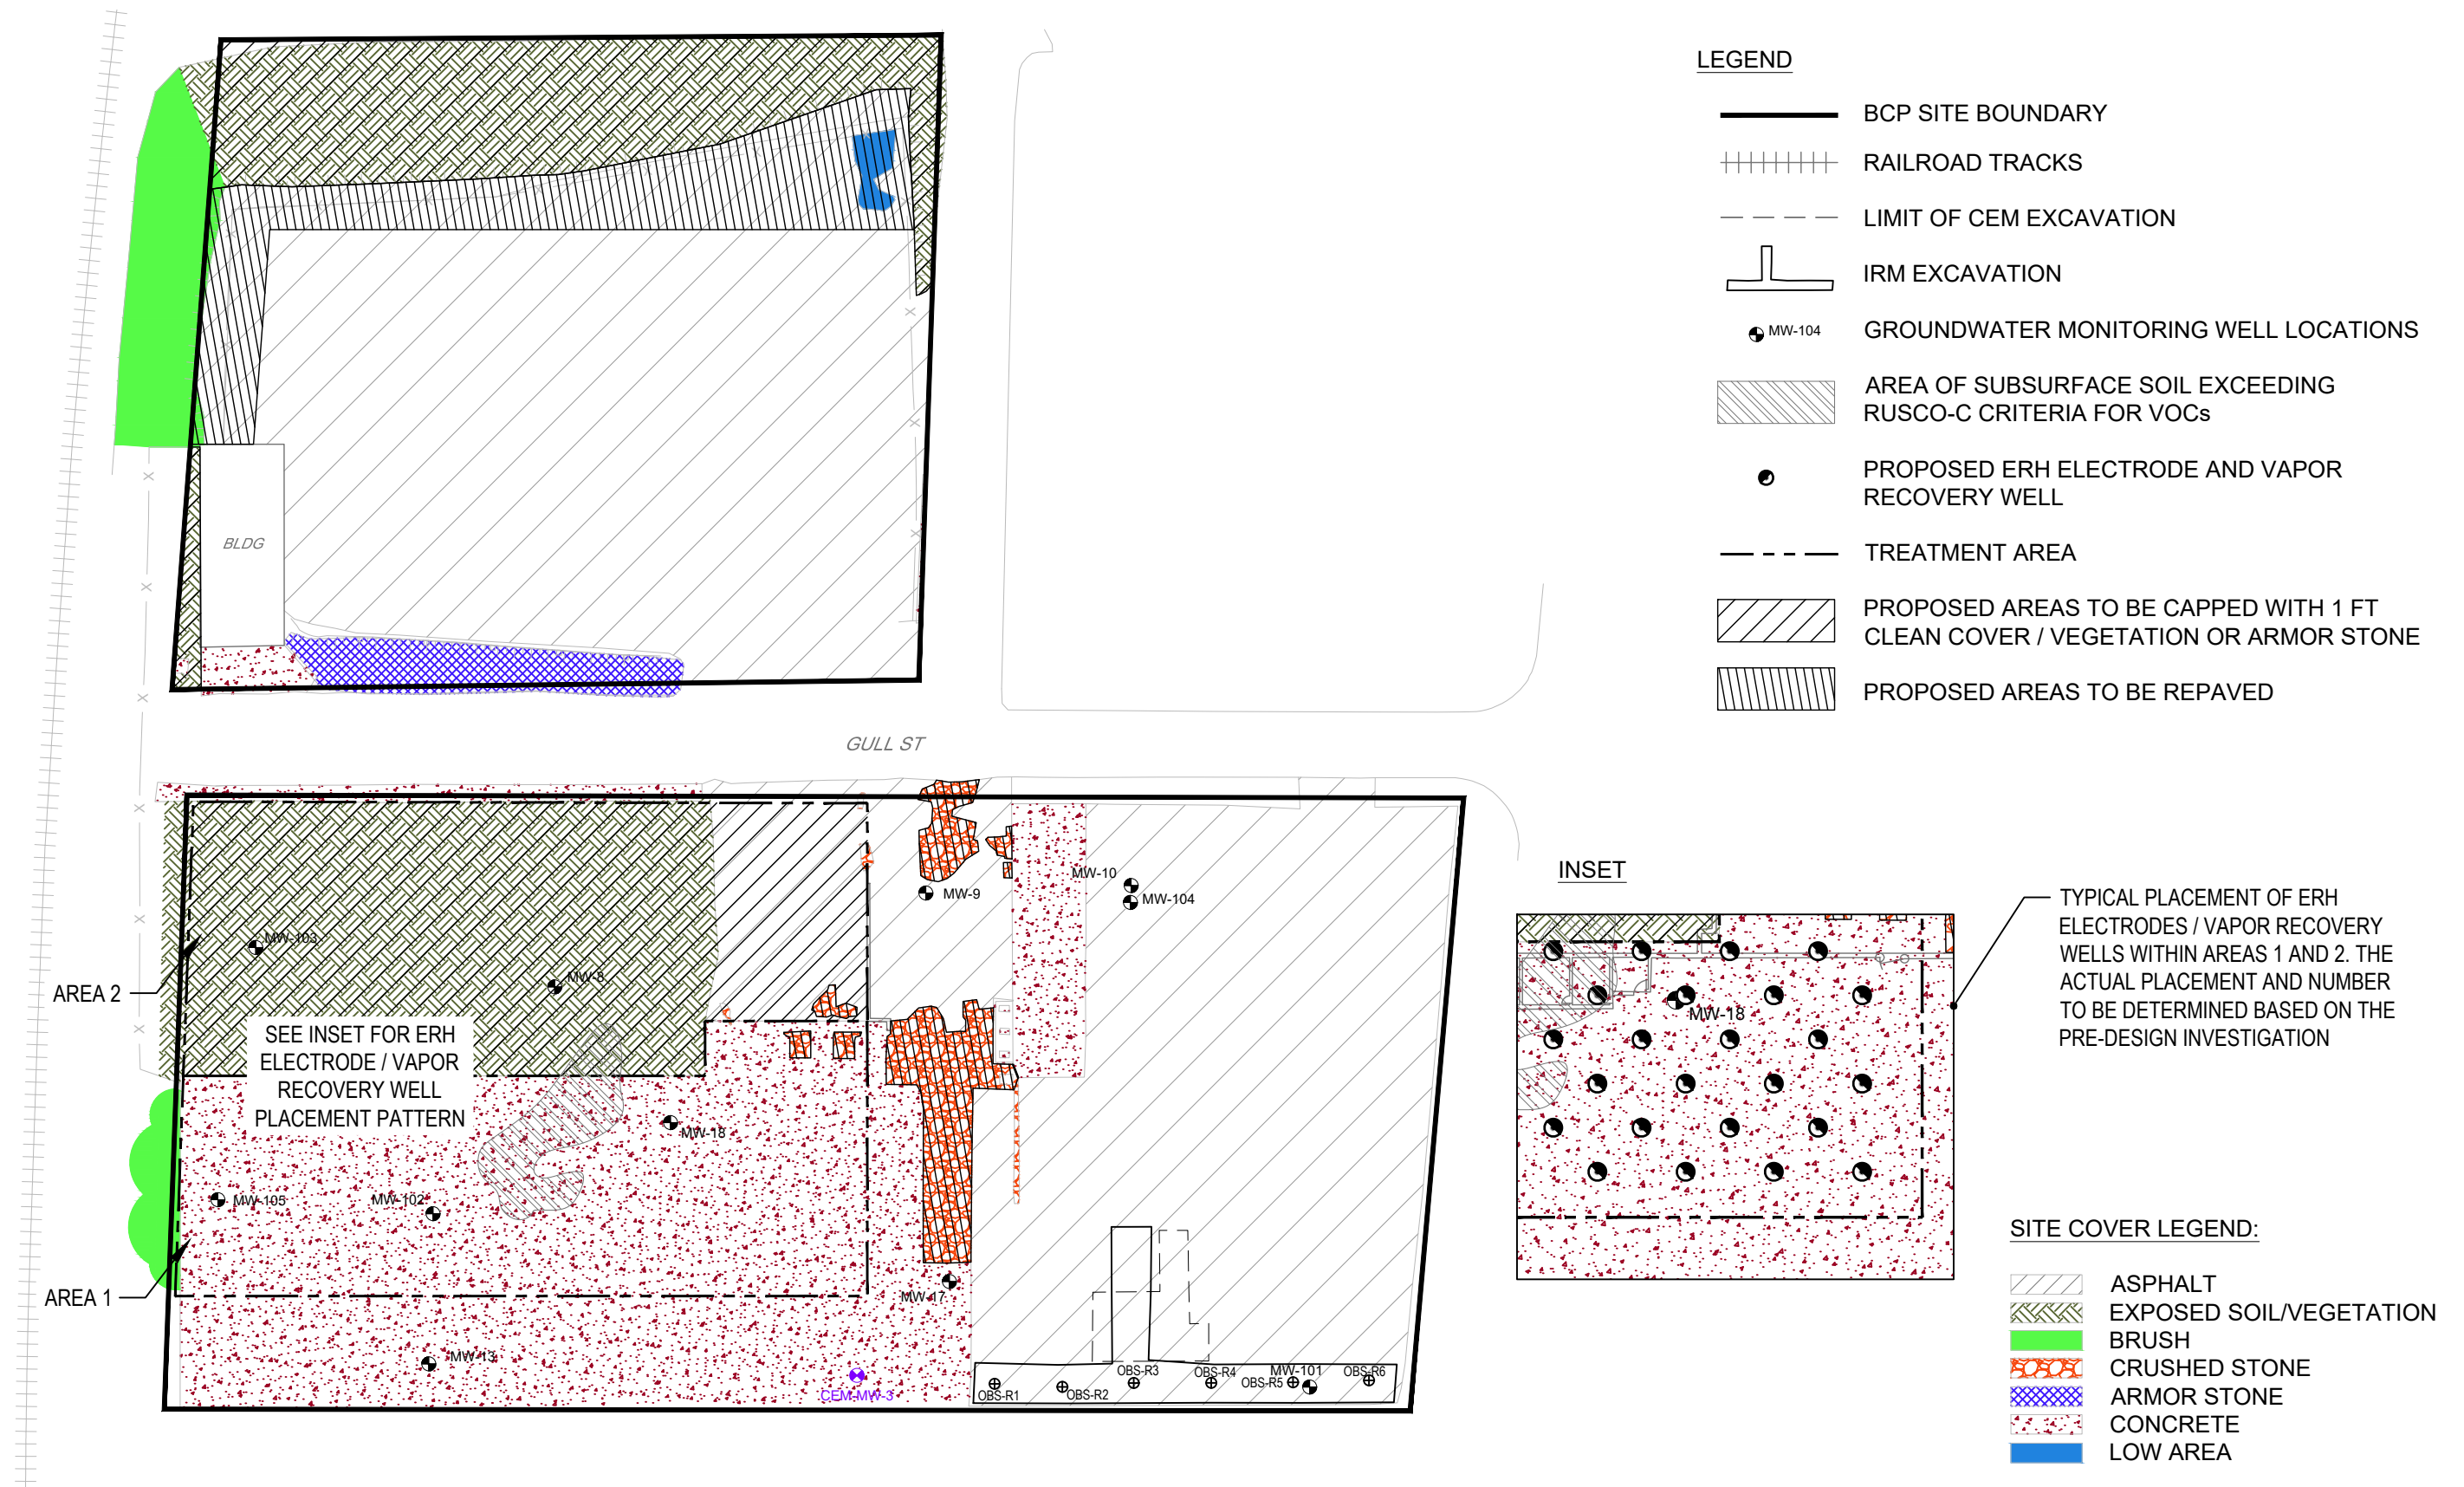 LEGEND
BCP SITE BOUNDARY
RAILROAD TRACKS
LIMIT OF CEM EXCAVATION
IRM EXCAVATION
MW-104
GROUNDWATER MONITORING WELL LOCATIONS
AREA OF SUBSURFACE SOIL EXCEEDING
RUSCO-C CRITERIA FOR VOCs
PROPOSED ERH ELECTRODE AND VAPOR
RECOVERY WELL
TREATMENT AREA
PROPOSED AREAS TO BE CAPPED WITH 1 FT
CLEAN COVER / VEGETATION OR ARMOR STONE
PROPOSED AREAS TO BE REPAVED
BLDG
GULL ST
MW-10
MW-9
MW-104
MW-103
MW-8
AREA 2
SEE INSET FOR ERH
ELECTRODE / VAPOR
RECOVERY WELL
PLACEMENT PATTERN
MW-18
MW-105
MW-102
AREA 1
MW-17
MW-13
CEM-MW-3
OBS-R1
OBS-R2
OBS-R3
OBS-R4
OBS-R5
MW-101
OBS-R6
INSET
MW-18
TYPICAL PLACEMENT OF ERH
ELECTRODES / VAPOR RECOVERY
WELLS WITHIN AREAS 1 AND 2. THE
ACTUAL PLACEMENT AND NUMBER
TO BE DETERMINED BASED ON THE
PRE-DESIGN INVESTIGATION
SITE COVER LEGEND:
ASPHALT
EXPOSED SOIL/VEGETATION
BRUSH
CRUSHED STONE
ARMOR STONE
CONCRETE
LOW AREA